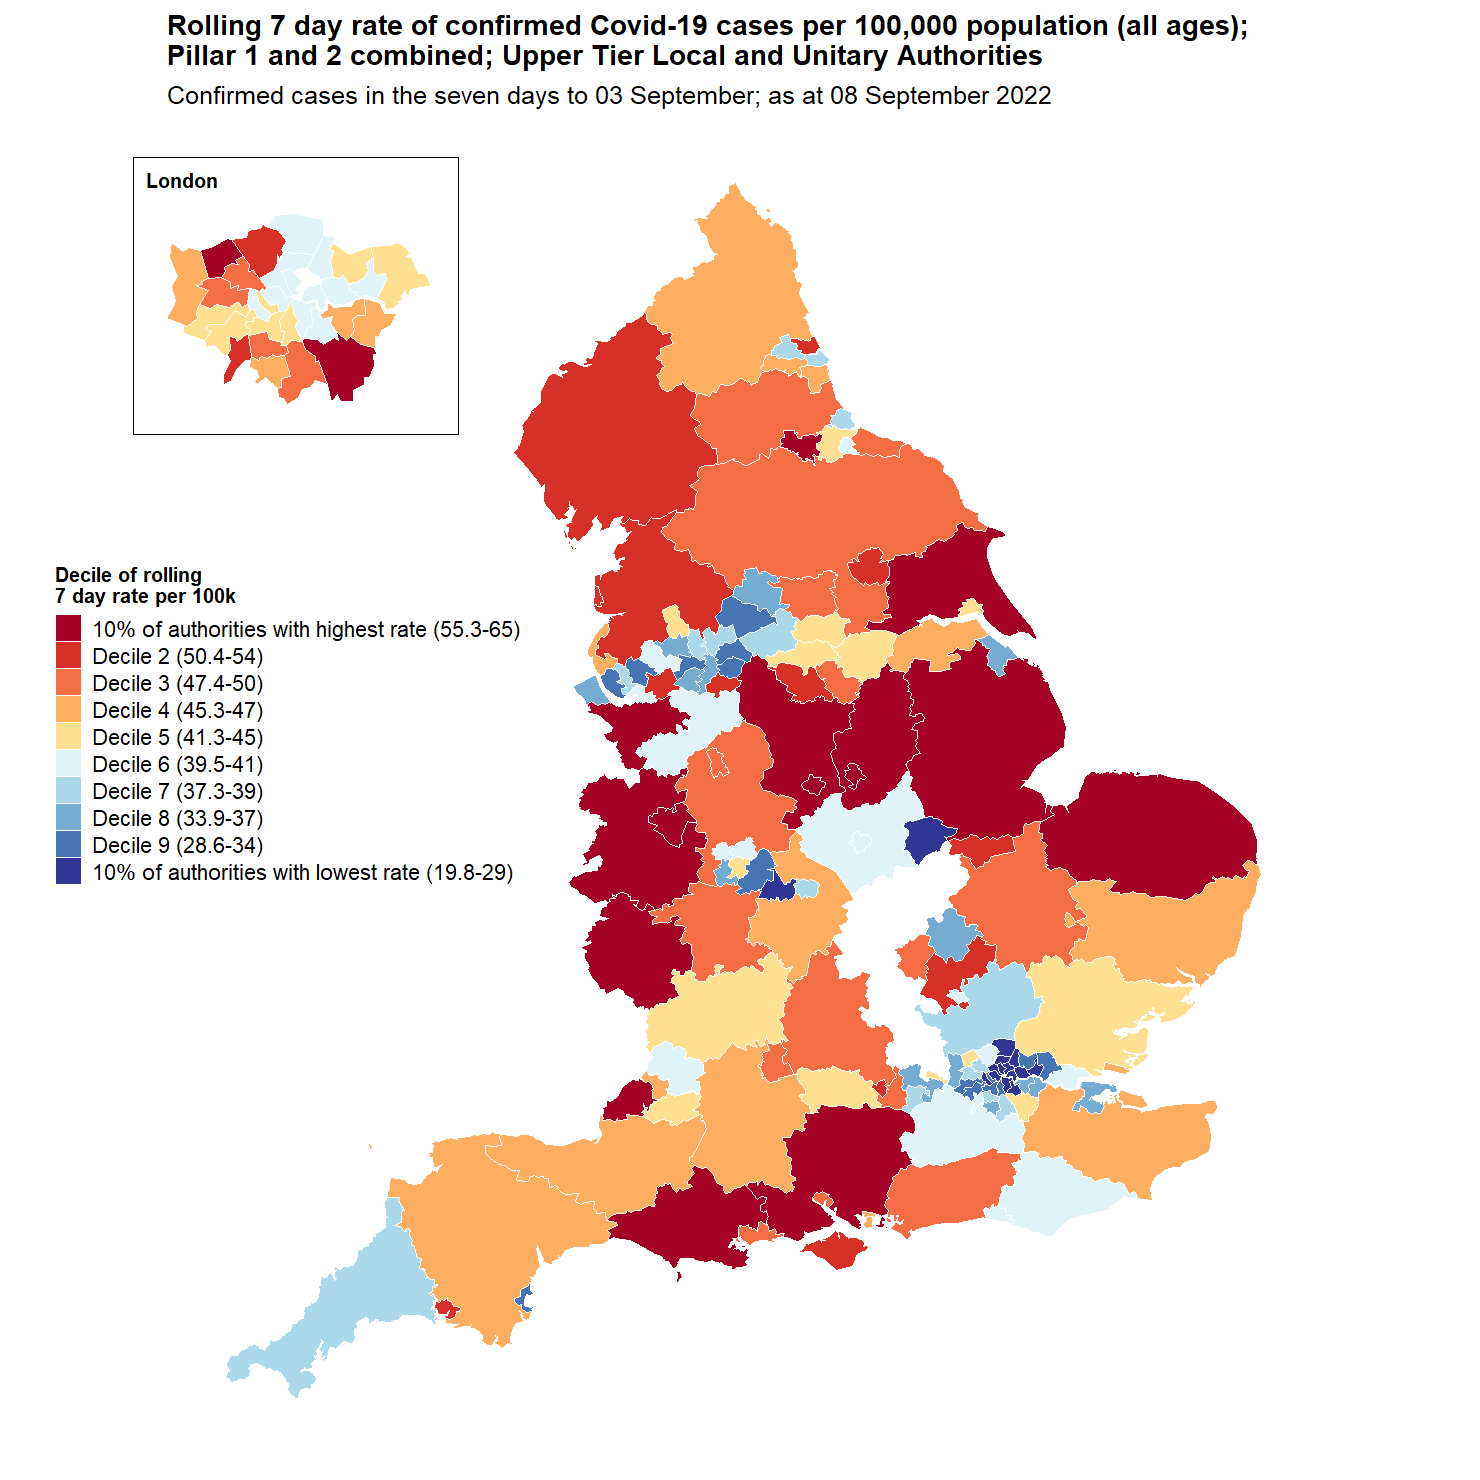 Rolling 7 day rate of confirmed Covid-19 cases per 100,000 population (all ages);
Pillar 1 and 2 combined; Upper Tier Local and Unitary Authorities
Confirmed cases in the seven days to 03 September; as at 08 September 2022
London
Decile of rolling
7 day rate per 100k
10% of authorities with highest rate (55.3-65)
Decile 2 (50.4-54)
Decile 3 (47.4-50)
Decile 4 (45.3-47)
Decile 5 (41.3-45)
Decile 6 (39.5-41)
Decile 7 (37.3-39)
Decile 8 (33.9-37)
Decile 9 (28.6-34)
10% of authorities with lowest rate (19.8-29)